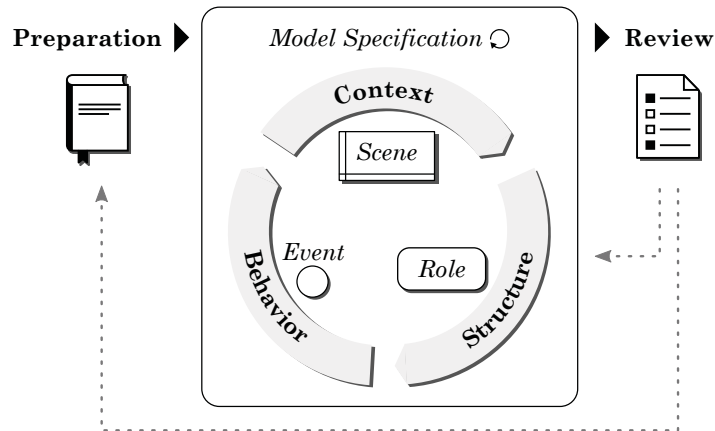 Preparation
Model Specification
Review
Context
Scene
Event
Role
Behavior
Structure